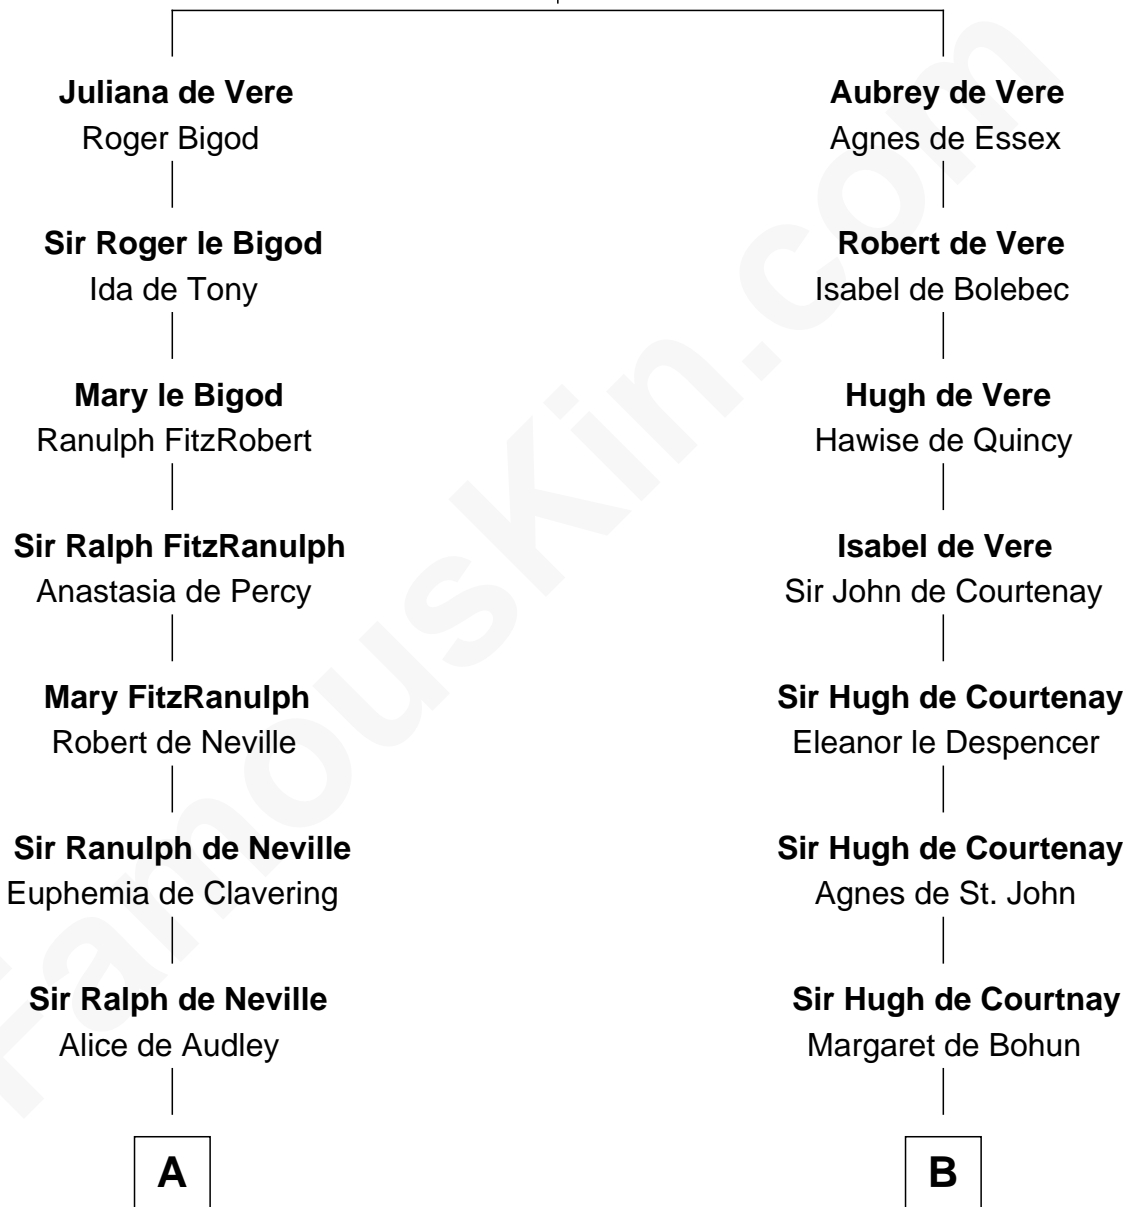 Juliana de Vere
Roger Bigod
Aubrey de Vere
Agnes de Essex
Sir Roger le Bigod
Ida de Tony
Robert de Vere
Isabel de Bolebec
Mary le Bigod
Ranulph FitzRobert
Hugh de Vere
Hawise de Quincy
Sir Ralph FitzRanulph
Anastasia de Percy
Isabel de Vere
Sir John de Courtenay
Mary FitzRanulph
Robert de Neville
Sir Hugh de Courtenay
Eleanor le Despencer
Sir Ranulph de Neville
Euphemia de Clavering
Sir Hugh de Courtenay
Agnes de St. John
Sir Ralph de Neville
Alice de Audley
Sir Hugh de Courtnay
Margaret de Bohun
A
B
FamousKin.com